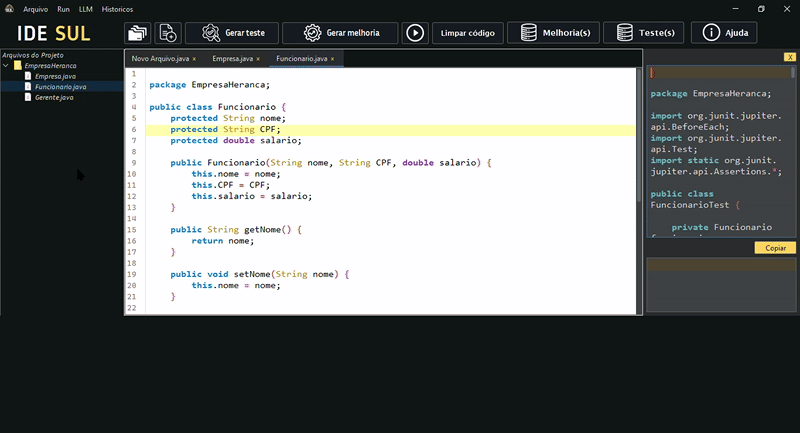 Arquivo Run LLM Historicos
IDE SUL
Gerar teste
Gerar melhoria
Limpar código
Melhoria(s)
Teste(s)
Ajuda
Arquivos do Projeto
EmpresaHeranca
Empresa.java
Funcionario.java
Gerente.java
Novo Arquivo.java × Empresa.java × Funcionario.java ×
1
2 package EmpresaHeranca;
3
4 public class Funcionario {
5 protected String nome;
6 protected String CPF;
7 protected double salario;
8
9 public Funcionario(String nome, String CPF, double salario) {
10 this.nome = nome;
11 this.CPF = CPF;
12 this.salario = salario;
13 }
14
15 public String getNome() {
16 return nome;
17 }
18
19 public void setNome(String nome) {
20 this.nome = nome;
21 }
22
X
package EmpresaHeranca;
import org.junit.jupiter.
api.BeforeEach;
import org.junit.jupiter.
api.Test;
import static org.junit.
jupiter.api.Assertions.*;
public class
FuncionarioTest {
private Funcionario
Copiar